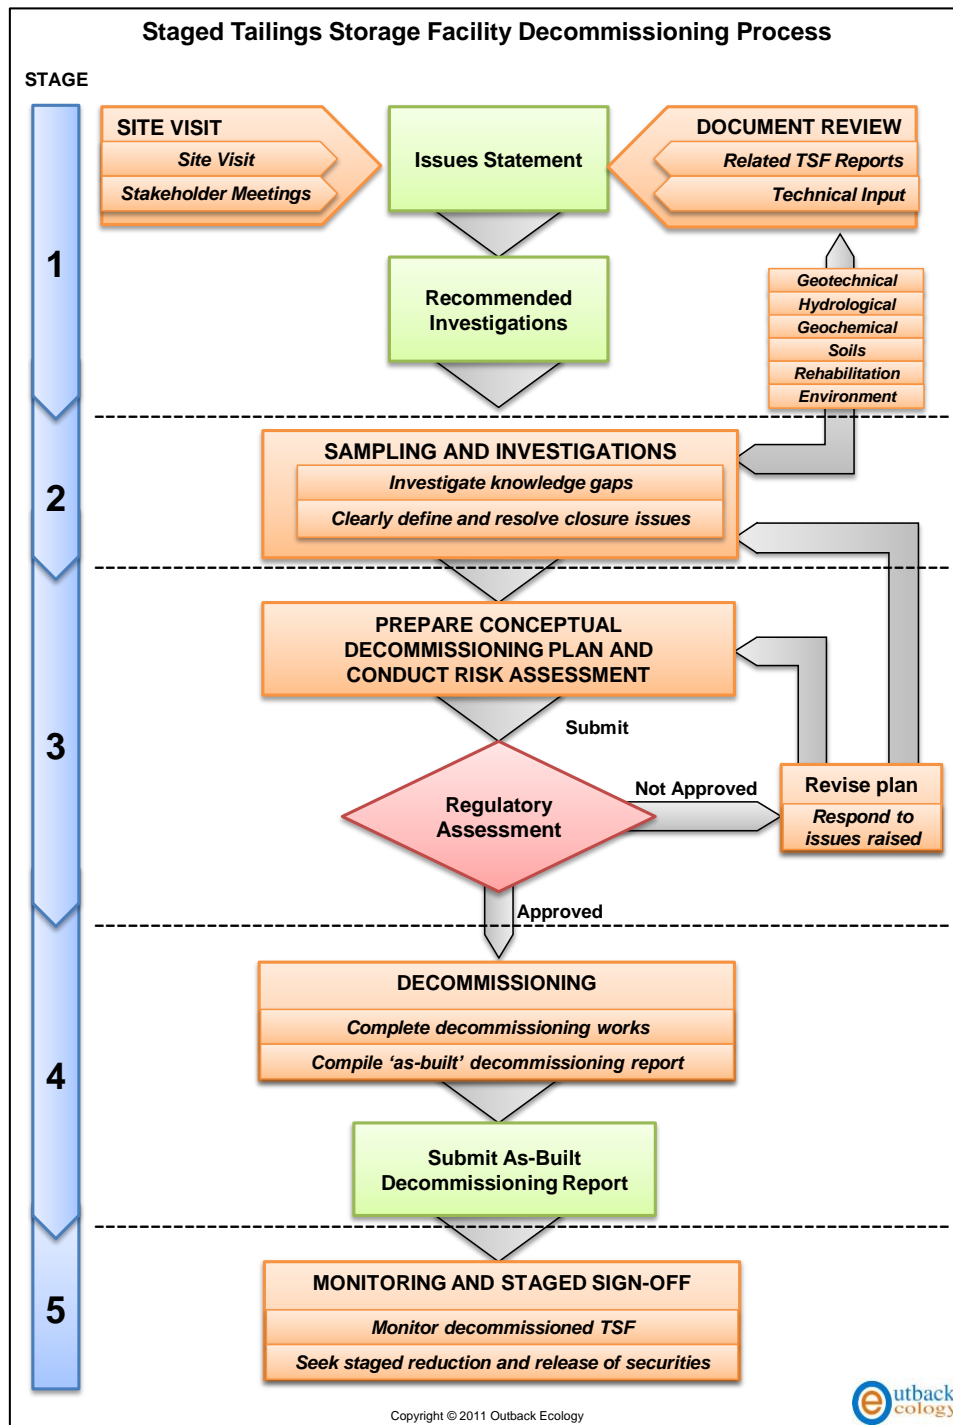 Staged Tailings Storage Facility Decommissioning Process
STAGE
SITE VISIT
Site Visit
Stakeholder Meetings
Issues Statement
DOCUMENT REVIEW
Related TSF Reports
Technical Input
1
Recommended
Investigations
Geotechnical
Hydrological
Geochemical
Soils
Rehabilitation
Environment
2
SAMPLING AND INVESTIGATIONS
Investigate knowledge gaps
Clearly define and resolve closure issues
3
PREPARE CONCEPTUAL
DECOMMISSIONING PLAN AND
CONDUCT RISK ASSESSMENT
Submit
Regulatory
Assessment
Not Approved
Revise plan
Respond to
issues raised
Approved
4
DECOMMISSIONING
Complete decommissioning works
Compile ‘as-built’ decommissioning report
Submit As-Built
Decommissioning Report
5
MONITORING AND STAGED SIGN-OFF
Monitor decommissioned TSF
Seek staged reduction and release of securities
Copyright © 2011 Outback Ecology
Outback
ecology